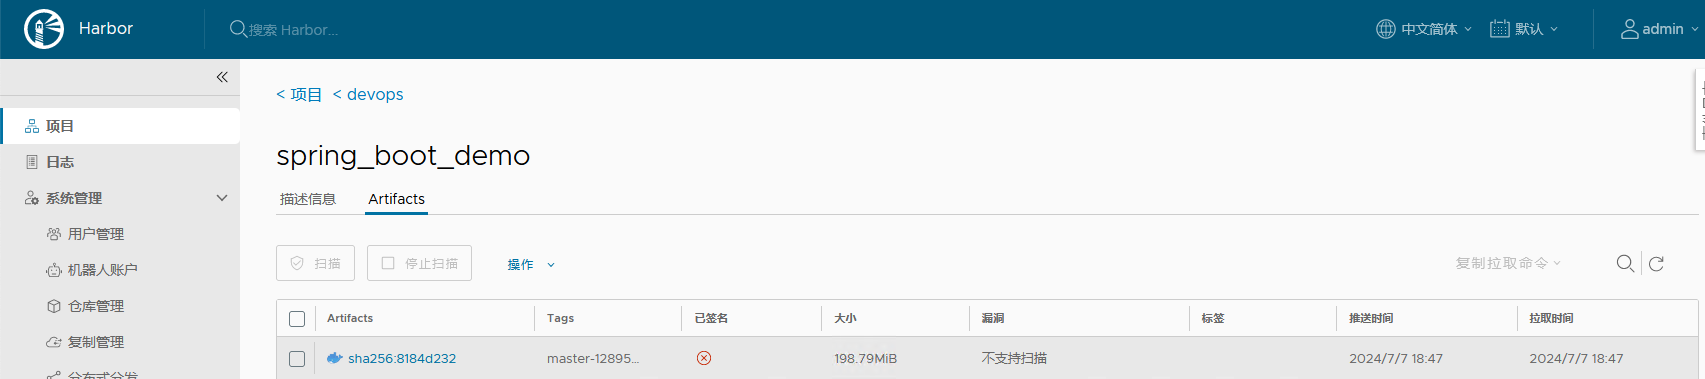 Harbor 搜索 Harbor... 中文简体 默认 admin
< 项目 < devops
项目
日志
系统管理
用户管理
机器人账户
仓库管理
复制管理
分布式分发
spring_boot_demo
描述信息 Artifacts
扫描 停止扫描 操作 复制拉取命令
Artifacts Tags 已签名 大小 漏洞 标签 推送时间 拉取时间
sha256:8184d232 master-12895... 198.79MiB 不支持扫描 2024/7/7 18:47 2024/7/7 18:47